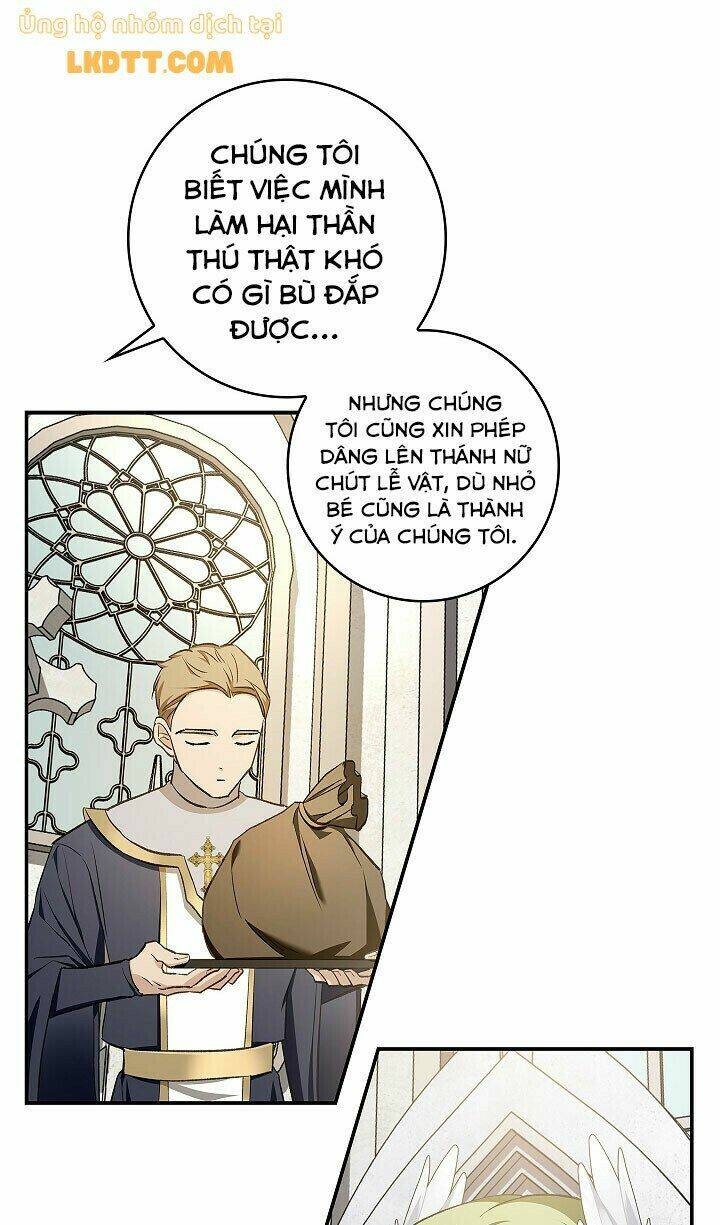 Ủng hộ nhóm dịch tại
LKDTT.COM
CHÚNG TÔI
BIẾT VIỆC MÌNH
LÀM HẠI THẦN
THÚ THẬT KHÓ
CÓ GÌ BÙ ĐẮP
ĐƯỢC...
NHƯNG CHÚNG
TÔI CŨNG XIN PHÉP
DÂNG LÊN THÁNH NỮ
CHÚT LỄ VẬT, DÙ NHỎ
BÉ CŨNG LÀ THÀNH
Ý CỦA CHÚNG TÔI.